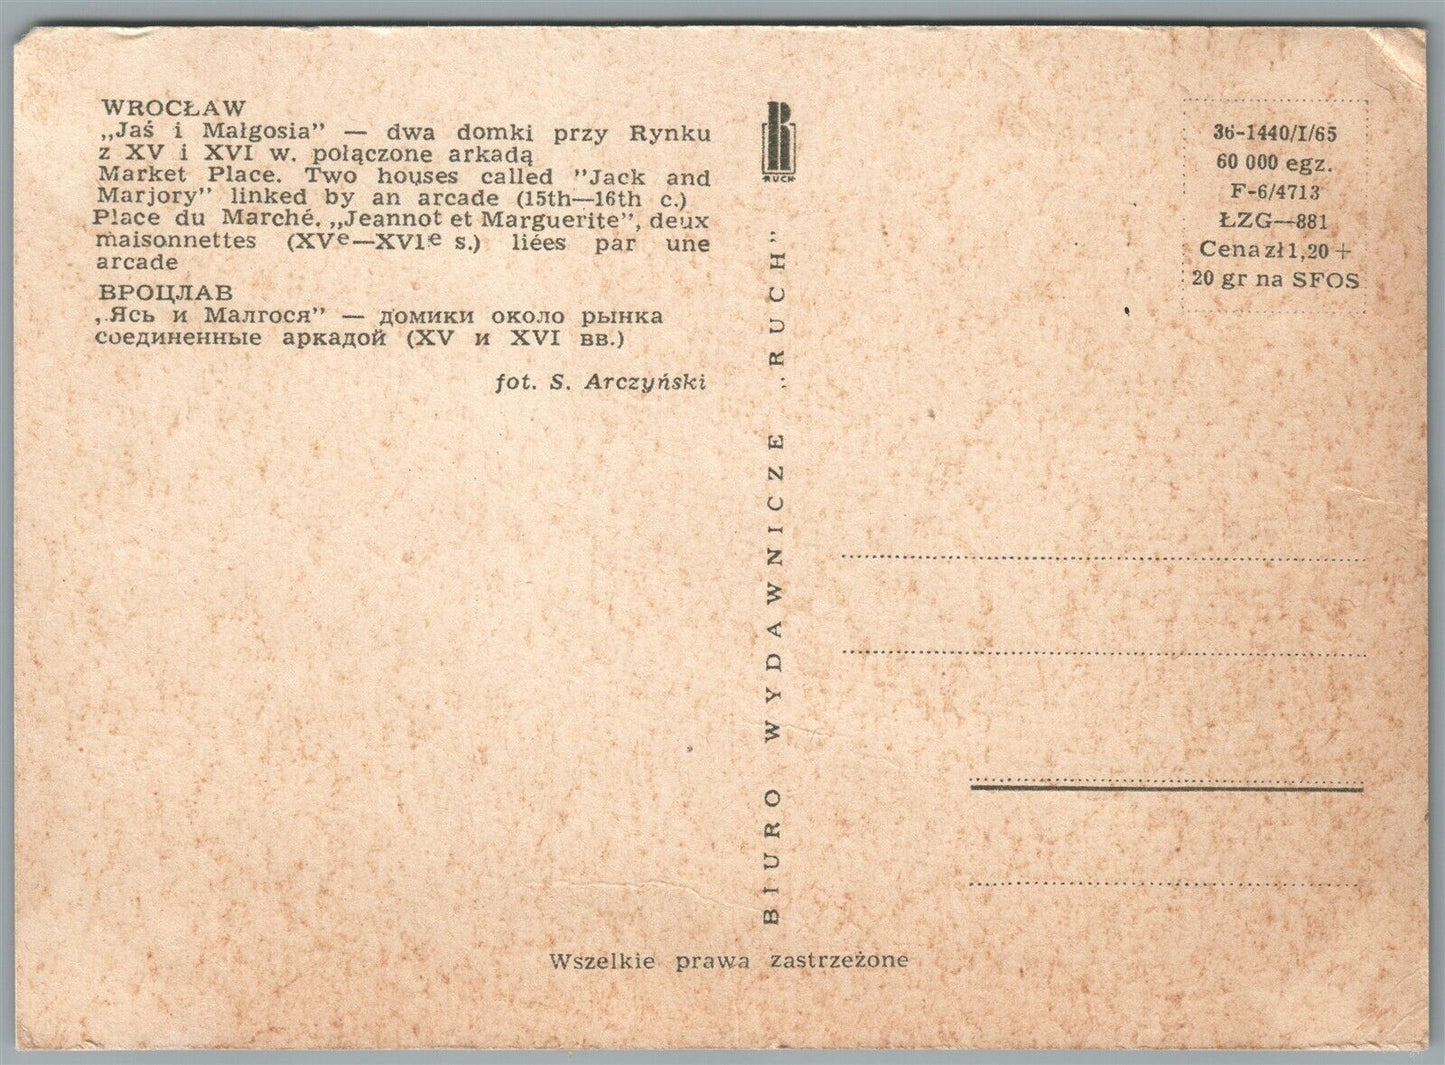 WROCŁAW
„Jaś i Małgosia” — dwa domki przy Rynku
z XV i XVI w. połączone arkadą
Market Place. Two houses called ”Jack and
Marjory” linked by an arcade (15th—16th c.)
Place du Marché. „Jeannot et Marguerite”, deux
maisonnettes (XVe—XVIe s.) liées par une
arcade
ВРОЦЛАВ
„Ясь и Малгося” — домики около рынка
соединенные аркадой (XV и XVI вв.)
fot. S. Arczyński
RUCH
BIURO WYDAWNICZE „RUCH”
36-1440/I/65
60 000 egz.
F-6/4713
ŁZG—881
Cena zł 1,20 +
20 gr na SFOS
Wszelkie prawa zastrzeżone